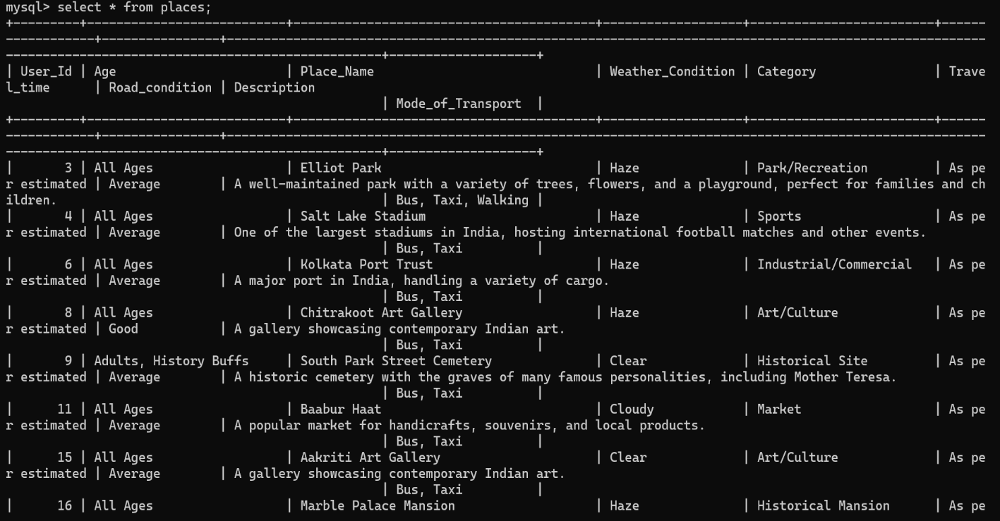 mysql> select * from places;
+---------+---------------------------+-----------------------------------------+-------------------+-------------------------+------
------------+----------------+-------------------------------------------------------------------------------------------------------
---------------------------------------------------+--------------------+
| User_Id | Age                       | Place_Name                              | Weather_Condition | Category                | Trave
l_time      | Road_condition | Description
                                                   | Mode_of_Transport  |
+---------+---------------------------+-----------------------------------------+-------------------+-------------------------+------
------------+----------------+-------------------------------------------------------------------------------------------------------
---------------------------------------------------+--------------------+
|       3 | All Ages                  | Elliot Park                             | Haze              | Park/Recreation         | As pe
r estimated | Average        | A well-maintained park with a variety of trees, flowers, and a playground, perfect for families and ch
ildren.                                            | Bus, Taxi, Walking |
|       4 | All Ages                  | Salt Lake Stadium                       | Haze              | Sports                  | As pe
r estimated | Average        | One of the largest stadiums in India, hosting international football matches and other events.
                                                   | Bus, Taxi          |
|       6 | All Ages                  | Kolkata Port Trust                      | Haze              | Industrial/Commercial   | As pe
r estimated | Average        | A major port in India, handling a variety of cargo.
                                                   | Bus, Taxi          |
|       8 | All Ages                  | Chitrakoot Art Gallery                  | Haze              | Art/Culture             | As pe
r estimated | Good           | A gallery showcasing contemporary Indian art.
                                                   | Bus, Taxi          |
|       9 | Adults, History Buffs     | South Park Street Cemetery              | Clear             | Historical Site         | As pe
r estimated | Average        | A historic cemetery with the graves of many famous personalities, including Mother Teresa.
                                                   | Bus, Taxi          |
|      11 | All Ages                  | Baabur Haat                             | Cloudy            | Market                  | As pe
r estimated | Average        | A popular market for handicrafts, souvenirs, and local products.
                                                   | Bus, Taxi          |
|      15 | All Ages                  | Aakriti Art Gallery                     | Clear             | Art/Culture             | As pe
r estimated | Average        | A gallery showcasing contemporary Indian art.
                                                   | Bus, Taxi          |
|      16 | All Ages                  | Marble Palace Mansion                   | Haze              | Historical Mansion      | As pe